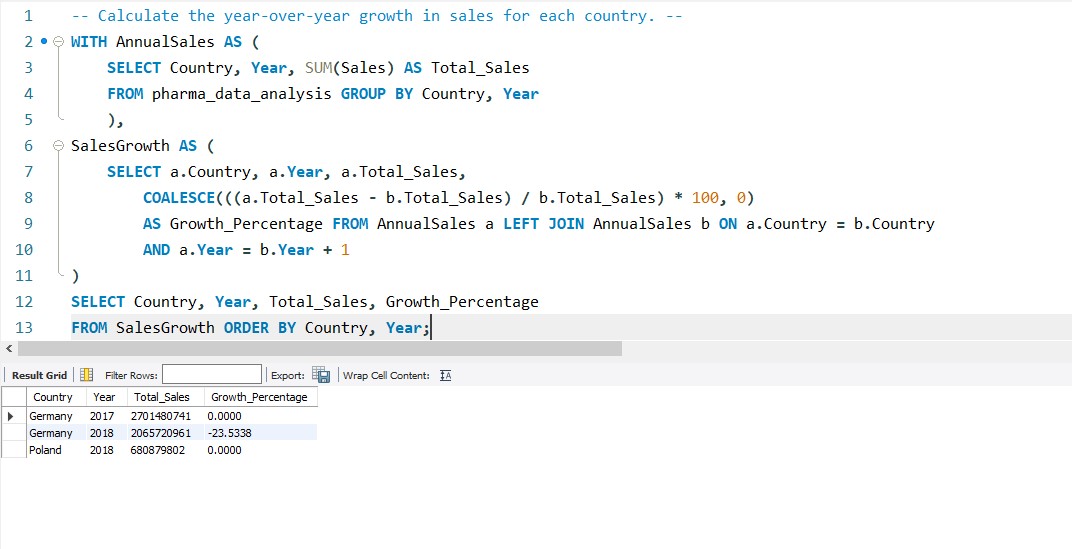 1 -- Calculate the year-over-year growth in sales for each country. --
2 WITH AnnualSales AS (
3 SELECT Country, Year, SUM(Sales) AS Total_Sales
4 FROM pharma_data_analysis GROUP BY Country, Year
5 ),
6 SalesGrowth AS (
7 SELECT a.Country, a.Year, a.Total_Sales,
8 COALESCE(((a.Total_Sales - b.Total_Sales) / b.Total_Sales) * 100, 0)
9 AS Growth_Percentage FROM AnnualSales a LEFT JOIN AnnualSales b ON a.Country = b.Country
10 AND a.Year = b.Year + 1
11 )
12 SELECT Country, Year, Total_Sales, Growth_Percentage
13 FROM SalesGrowth ORDER BY Country, Year;
Result Grid Filter Rows: Export: Wrap Cell Content: IA
Country Year Total_Sales Growth_Percentage
Germany 2017 2701480741 0.0000
Germany 2018 2065720961 -23.5338
Poland 2018 680879802 0.0000